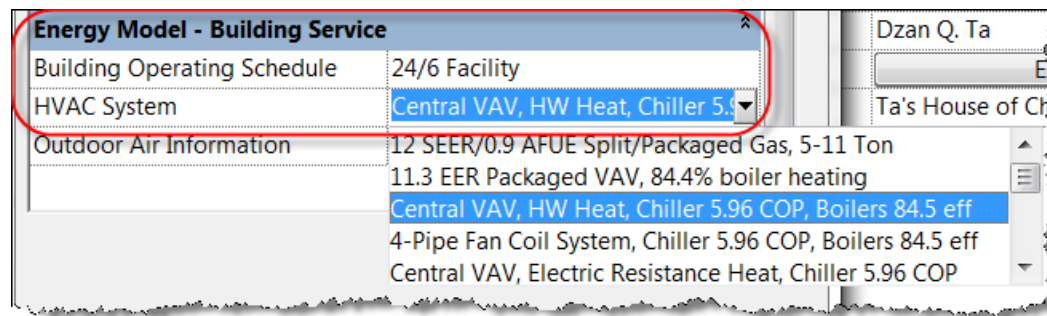 Energy Model - Building Service
Building Operating Schedule 24/6 Facility
HVAC System Central VAV, HW Heat, Chiller 5.9
Outdoor Air Information
12 SEER/0.9 AFUE Split/Packaged Gas, 5-11 Ton
11.3 EER Packaged VAV, 84.4% boiler heating
Central VAV, HW Heat, Chiller 5.96 COP, Boilers 84.5 eff
4-Pipe Fan Coil System, Chiller 5.96 COP, Boilers 84.5 eff
Central VAV, Electric Resistance Heat, Chiller 5.96 COP
Dzan Q. Ta
E
Ta's House of Ch